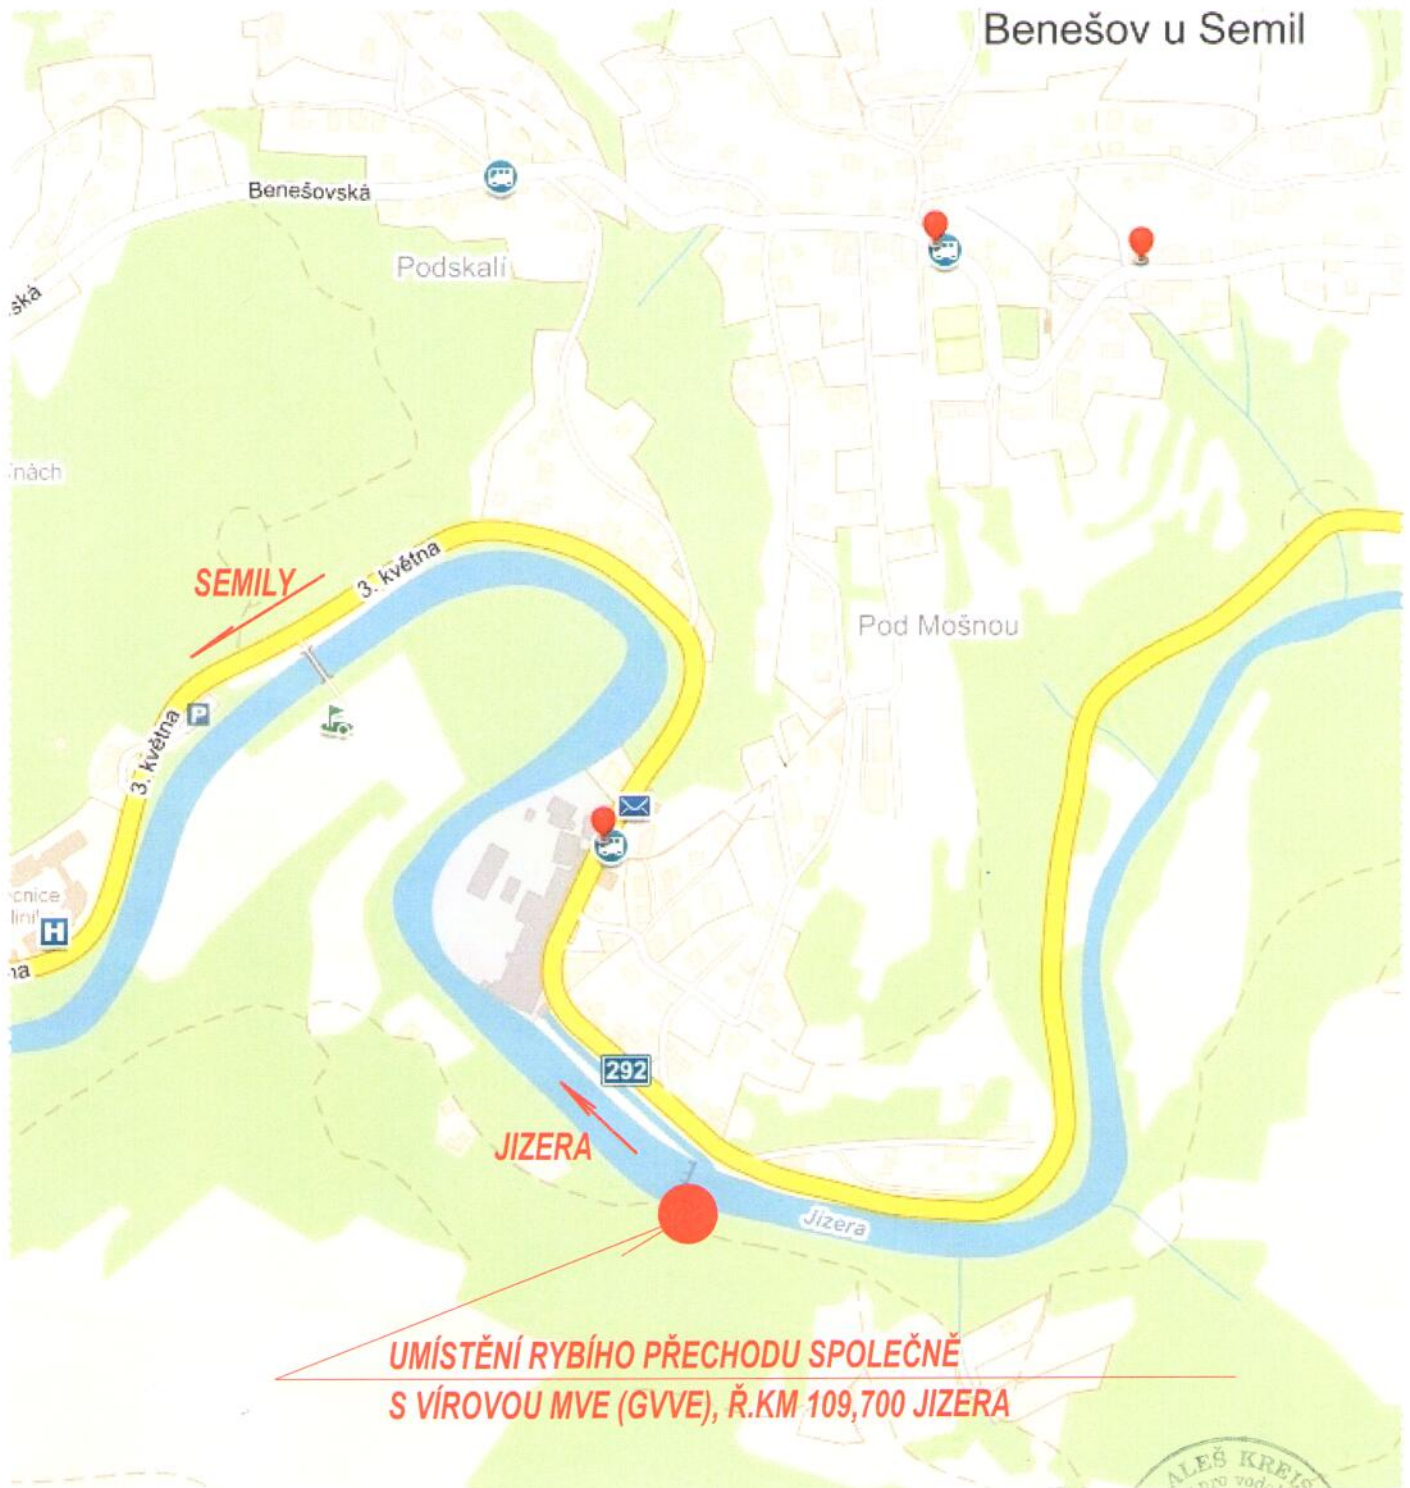 Benešov u Semil
Benešovská
Podskalí
ská
nách
3. května
SEMILY
Pod Mošnou
P
3. května
H
292
JIZERA
Jizera
UMÍSTĚNÍ RYBÍHO PŘECHODU SPOLEČNĚ
S VÍROVOU MVE (GVVE), Ř.KM 109,700 JIZERA
ALEŠ
pro